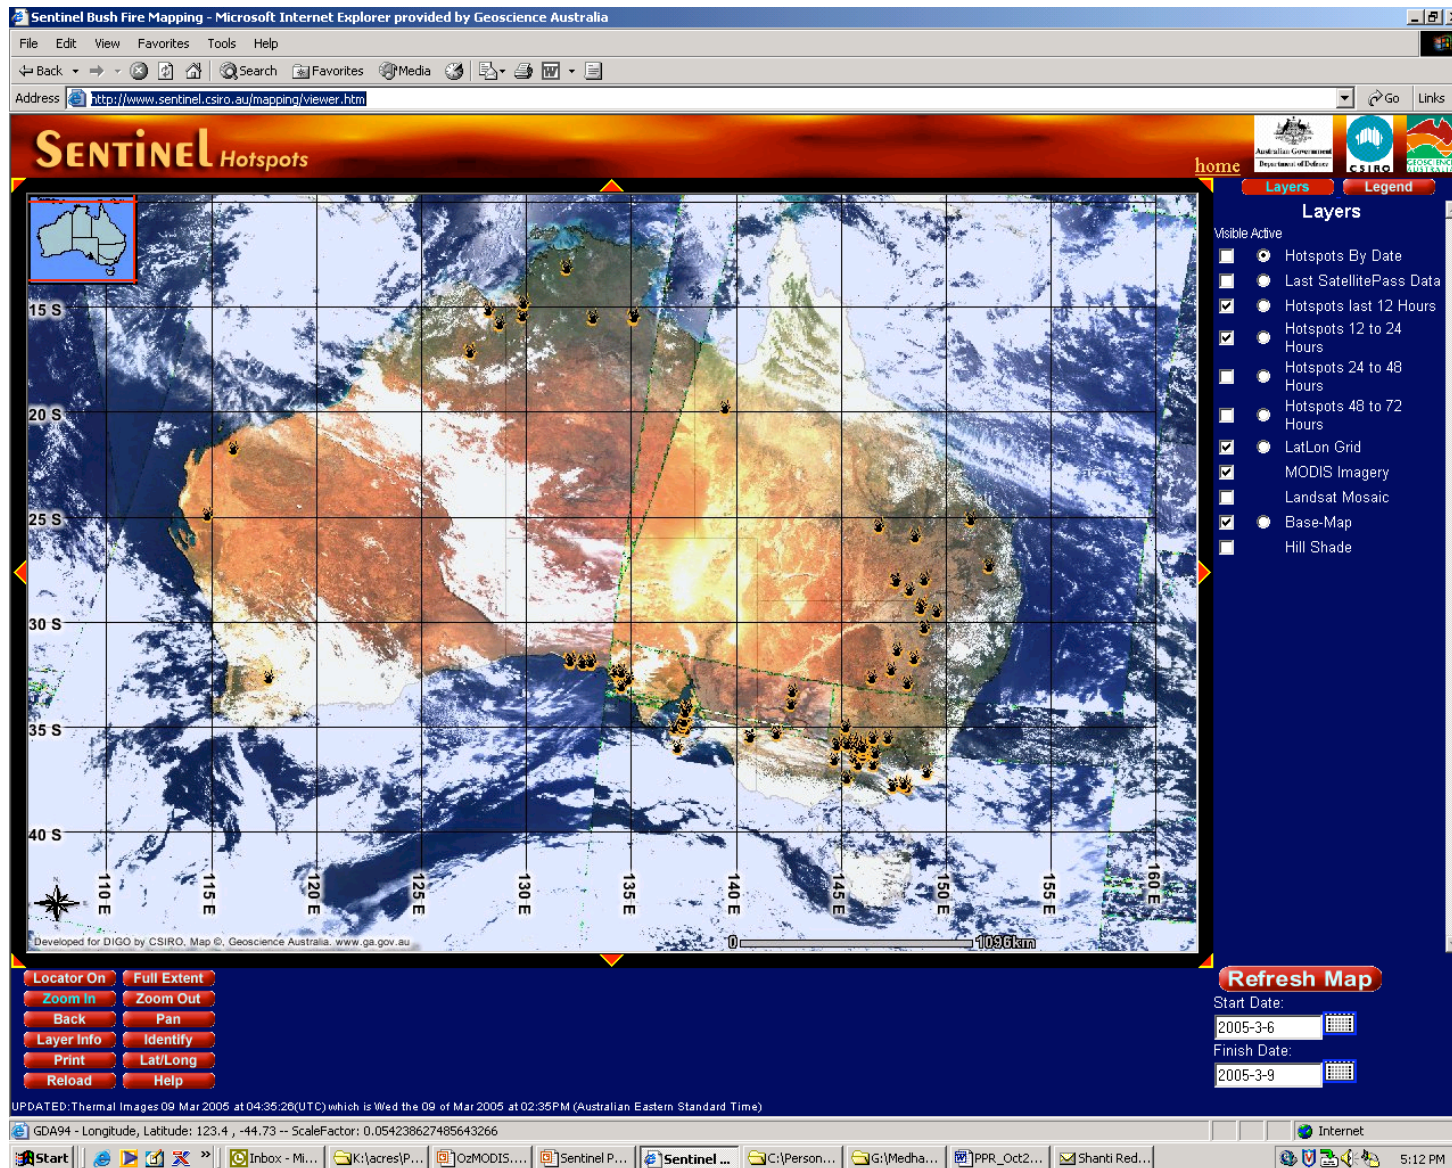 Sentinel Bush Fire Mapping - Microsoft Internet Explorer provided by Geoscience Australia
File Edit View Favorites Tools Help
Back Search Favorites Media
Address http://www.sentinel.csiro.au/mapping/viewer.htm Go Links
SENTINEL Hotspots
home
Australian Government
Department of Defence
CSIRO
GEOSCIENCE
AUSTRALIA
Layers Legend
Layers
Visible Active
Hotspots By Date
Last SatellitePass Data
Hotspots last 12 Hours
Hotspots 12 to 24
Hours
Hotspots 24 to 48
Hours
Hotspots 48 to 72
Hours
LatLon Grid
MODIS Imagery
Landsat Mosaic
Base-Map
Hill Shade
15 S
20 S
25 S
30 S
35 S
40 S
110 E
115 E
120 E
125 E
130 E
135 E
140 E
145 E
150 E
155 E
160 E
N
Developed for DIGO by CSIRO, Map ©, Geoscience Australia. www.ga.gov.au
0 1096km
Locator On Full Extent
Zoom In Zoom Out
Back Pan
Layer Info Identify
Print Lat/Long
Reload Help
Refresh Map
Start Date:
2005-3-6
Finish Date:
2005-3-9
UPDATED:Thermal Images 09 Mar 2005 at 04:35:26(UTC) which is Wed the 09 of Mar 2005 at 02:35PM (Australian Eastern Standard Time)
GDA94 - Longitude, Latitude: 123.4 , -44.73 -- ScaleFactor: 0.054238627485643266
Internet
Start » Inbox - Mi... K:\acres\P... OzMODIS.... Sentinel P... Sentinel ... C:\Person... G:\Medha... PPR_Oct2... Shanti Red... 5:12 PM